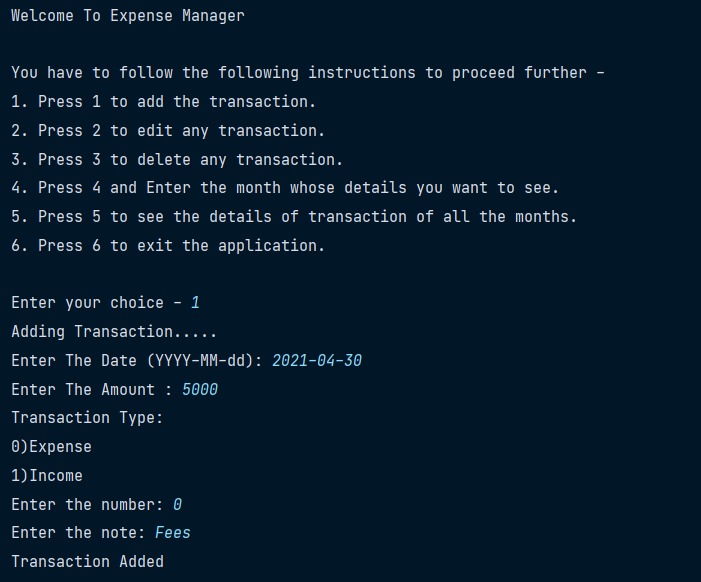 Welcome To Expense Manager
You have to follow the following instructions to proceed further -
1. Press 1 to add the transaction.
2. Press 2 to edit any transaction.
3. Press 3 to delete any transaction.
4. Press 4 and Enter the month whose details you want to see.
5. Press 5 to see the details of transaction of all the months.
6. Press 6 to exit the application.
Enter your choice - 1
Adding Transaction.....
Enter The Date (YYYY-MM-dd): 2021-04-30
Enter The Amount : 5000
Transaction Type:
0)Expense
1)Income
Enter the number: 0
Enter the note: Fees
Transaction Added